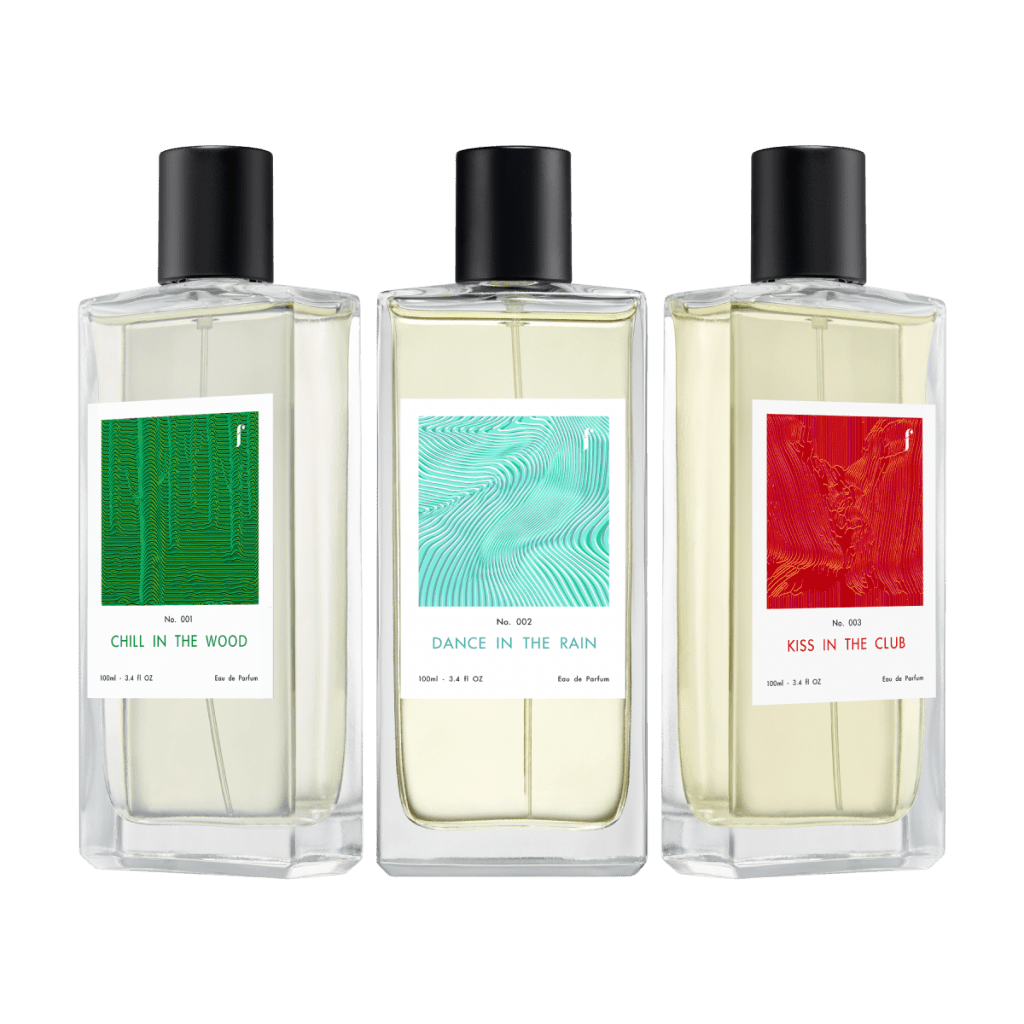 f
No. 001
CHILL IN THE WOOD
100ml - 3.4 fl OZ
Eau de Parfum
f
No. 002
DANCE IN THE RAIN
100ml - 3.4 fl OZ
Eau de Parfum
f
No. 003
KISS IN THE CLUB
100ml - 3.4 fl OZ
Eau de Parfum